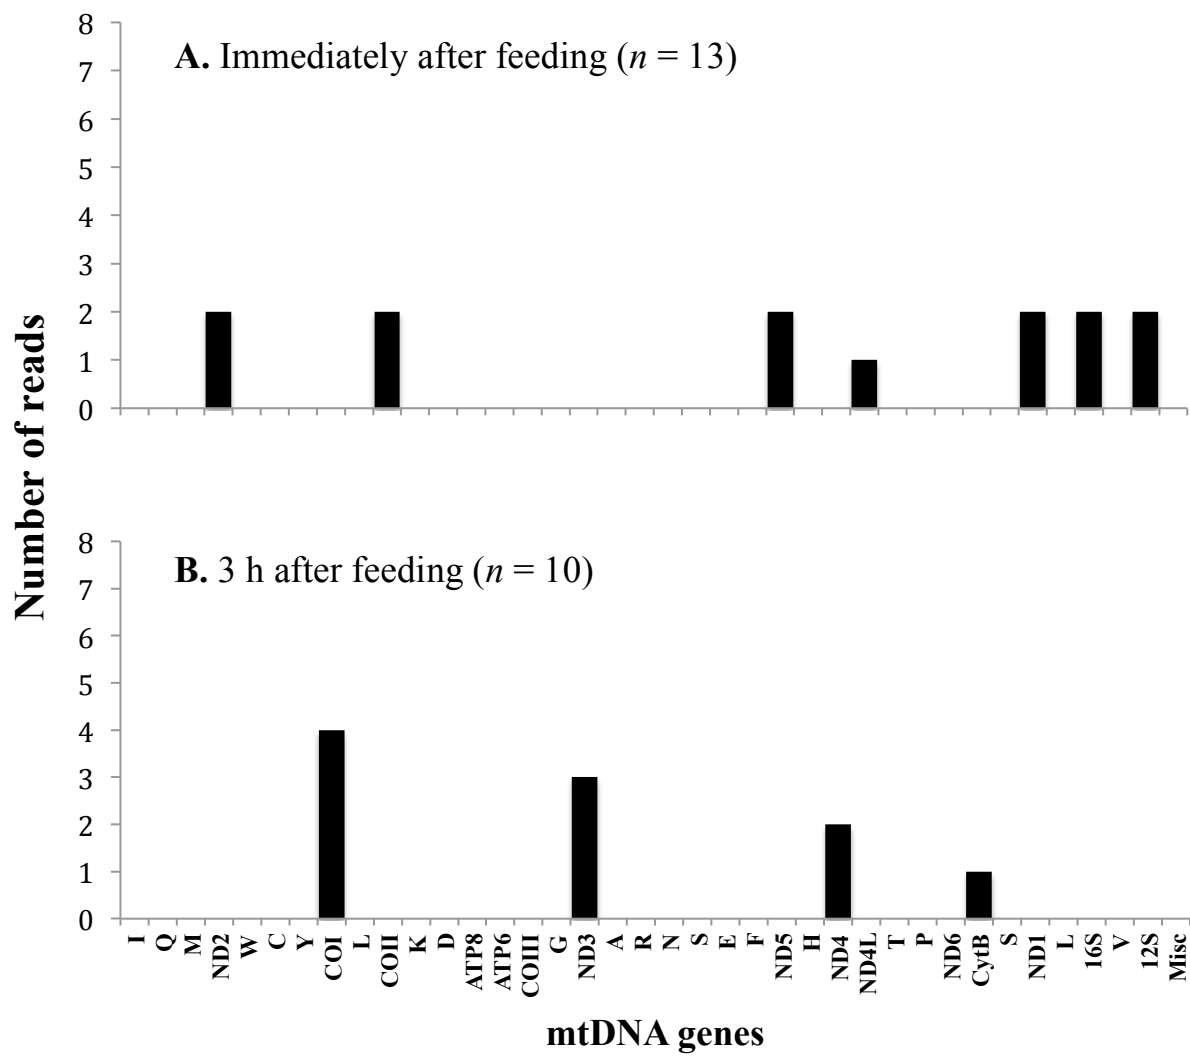 A. Immediately after feeding (n = 13)
8
7
6
5
4
3
2
1
0
Number of reads
B. 3 h after feeding (n = 10)
8
7
6
5
4
3
2
1
0
I
Q
M
ND2
W
C
Y
COI
L
COII
K
D
ATP8
ATP6
COIII
G
ND3
A
R
N
S
E
F
ND5
H
ND4
ND4L
T
P
ND6
CytB
S
ND1
L
16S
V
12S
Misc
mtDNA genes